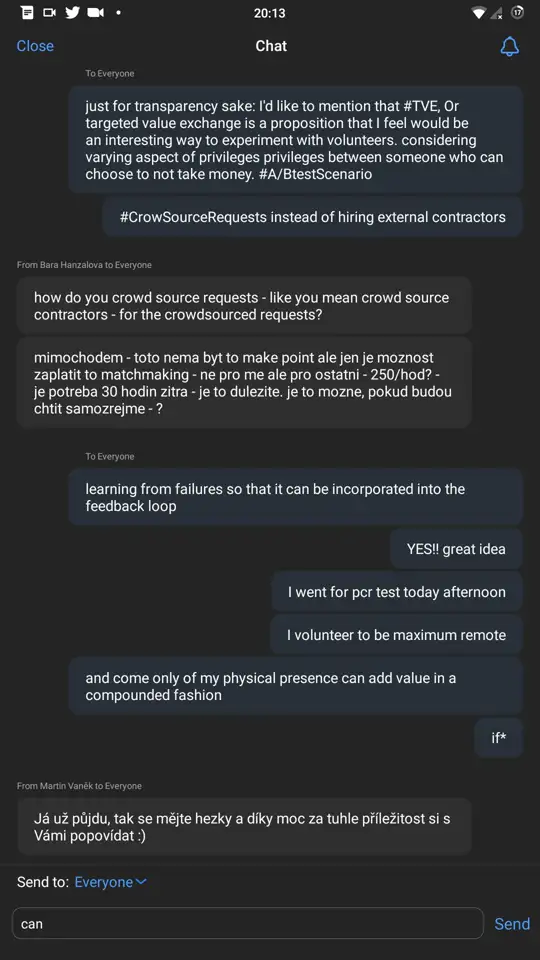 20:13
17
Close
Chat
To Everyone
just for transparency sake: I'd like to mention that #TVE, Or
targeted value exchange is a proposition that I feel would be
an interesting way to experiment with volunteers. considering
varying aspect of privileges privileges between someone who can
choose to not take money. #A/BtestScenario
#CrowSourceRequests instead of hiring external contractors
From Bara Hanzalova to Everyone
how do you crowd source requests - like you mean crowd source
contractors - for the crowdsourced requests?
mimochodem - toto nema byt to make point ale jen je moznost
zaplatit to matchmaking - ne pro me ale pro ostatni - 250/hod? -
je potreba 30 hodin zitra - je to dulezite. je to mozne, pokud budou
chtit samozrejme - ?
To Everyone
learning from failures so that it can be incorporated into the
feedback loop
YES!! great idea
I went for pcr test today afternoon
I volunteer to be maximum remote
and come only of my physical presence can add value in a
compounded fashion
if*
From Martin Vaněk to Everyone
Já už půjdu, tak se mějte hezky a díky moc za tuhle příležitost si s
Vámi popovídat :)
Send to: Everyone
can
Send